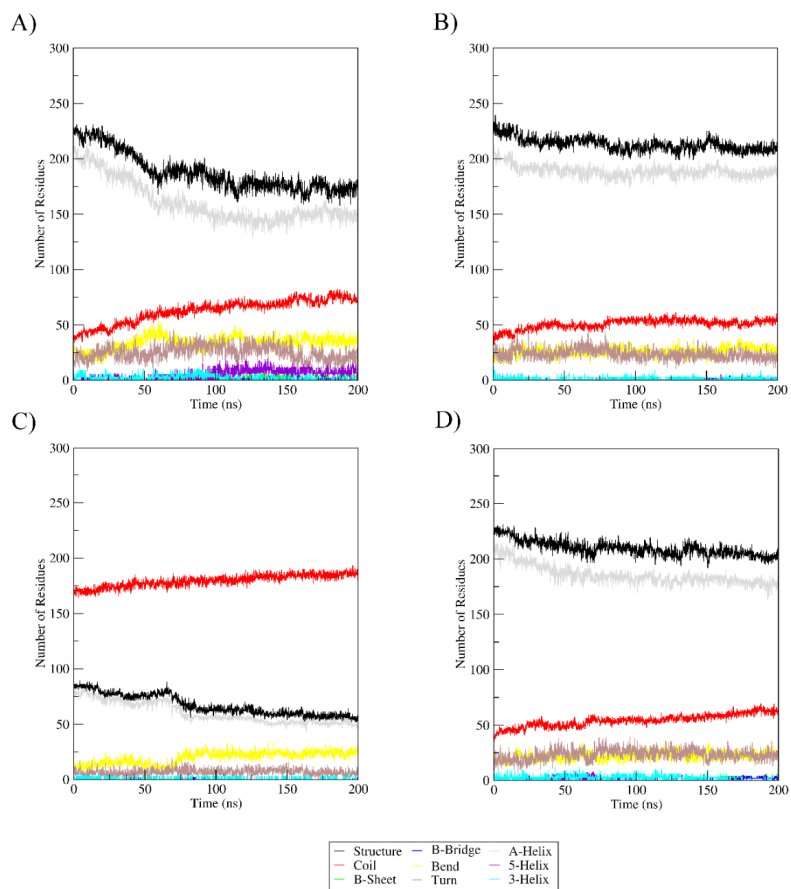 A)
300
250
200
150
100
50
0
Number of Residues
0 50 100 150 200
Time (ns)
B)
300
250
200
150
100
50
0
Number of Residues
0 50 100 150 200
Time (ns)
C)
300
250
200
150
100
50
0
Number of Residues
0 50 100 150 200
Time (ns)
D)
300
250
200
150
100
50
0
Number of Residues
0 50 100 150 200
Time (ns)
Structure B-Bridge A-Helix
Coil Bend 5-Helix
B-Sheet Turn 3-Helix